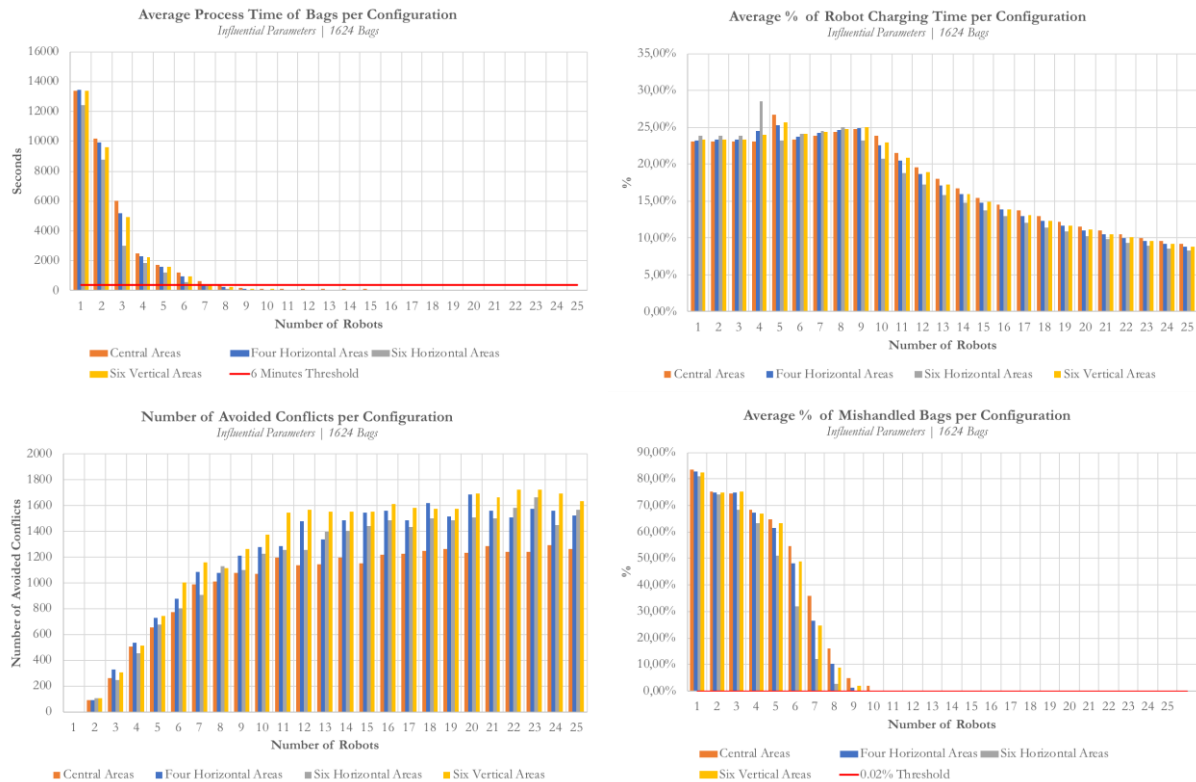 Average Process Time of Bags per Configuration
Influential Parameters | 1624 Bags
16000
14000
12000
10000
8000
6000
4000
2000
0
Seconds
1 2 3 4 5 6 7 8 9 10 11 12 13 14 15 16 17 18 19 20 21 22 23 24 25
Number of Robots
Central Areas Four Horizontal Areas Six Horizontal Areas
Six Vertical Areas 6 Minutes Threshold
Average % of Robot Charging Time per Configuration
Influential Parameters | 1624 Bags
35,00%
30,00%
25,00%
20,00%
15,00%
10,00%
5,00%
0,00%
%
1 2 3 4 5 6 7 8 9 10 11 12 13 14 15 16 17 18 19 20 21 22 23 24 25
Number of Robots
Central Areas Four Horizontal Areas Six Horizontal Areas Six Vertical Areas
Number of Avoided Conflicts per Configuration
Influential Parameters | 1624 Bags
2000
1800
1600
1400
1200
1000
800
600
400
200
0
Number of Avoided Conflicts
1 2 3 4 5 6 7 8 9 10 11 12 13 14 15 16 17 18 19 20 21 22 23 24 25
Number of Robots
Central Areas Four Horizontal Areas Six Horizontal Areas Six Vertical Areas
Average % of Mishandled Bags per Configuration
Influential Parameters | 1624 Bags
90,00%
80,00%
70,00%
60,00%
50,00%
40,00%
30,00%
20,00%
10,00%
0,00%
%
1 2 3 4 5 6 7 8 9 10 11 12 13 14 15 16 17 18 19 20 21 22 23 24 25
Number of Robots
Central Areas Four Horizontal Areas Six Horizontal Areas
Six Vertical Areas 0.02% Threshold